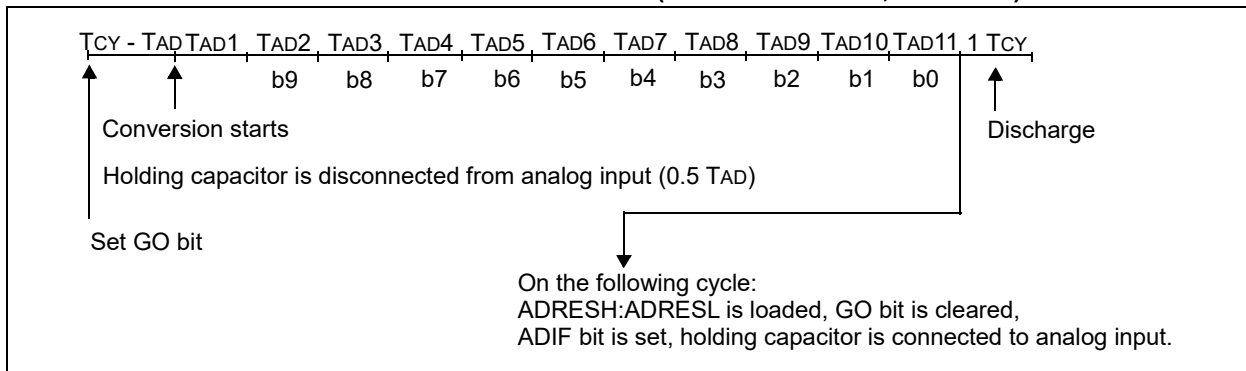 TCY - TAD TAD1 TAD2 TAD3 TAD4 TAD5 TAD6 TAD7 TAD8 TAD9 TAD10 TAD11 1 TCY
b9 b8 b7 b6 b5 b4 b3 b2 b1 b0
Conversion starts
Discharge
Holding capacitor is disconnected from analog input (0.5 TAD)
Set GO bit
On the following cycle:
ADRESH:ADRESL is loaded, GO bit is cleared,
ADIF bit is set, holding capacitor is connected to analog input.